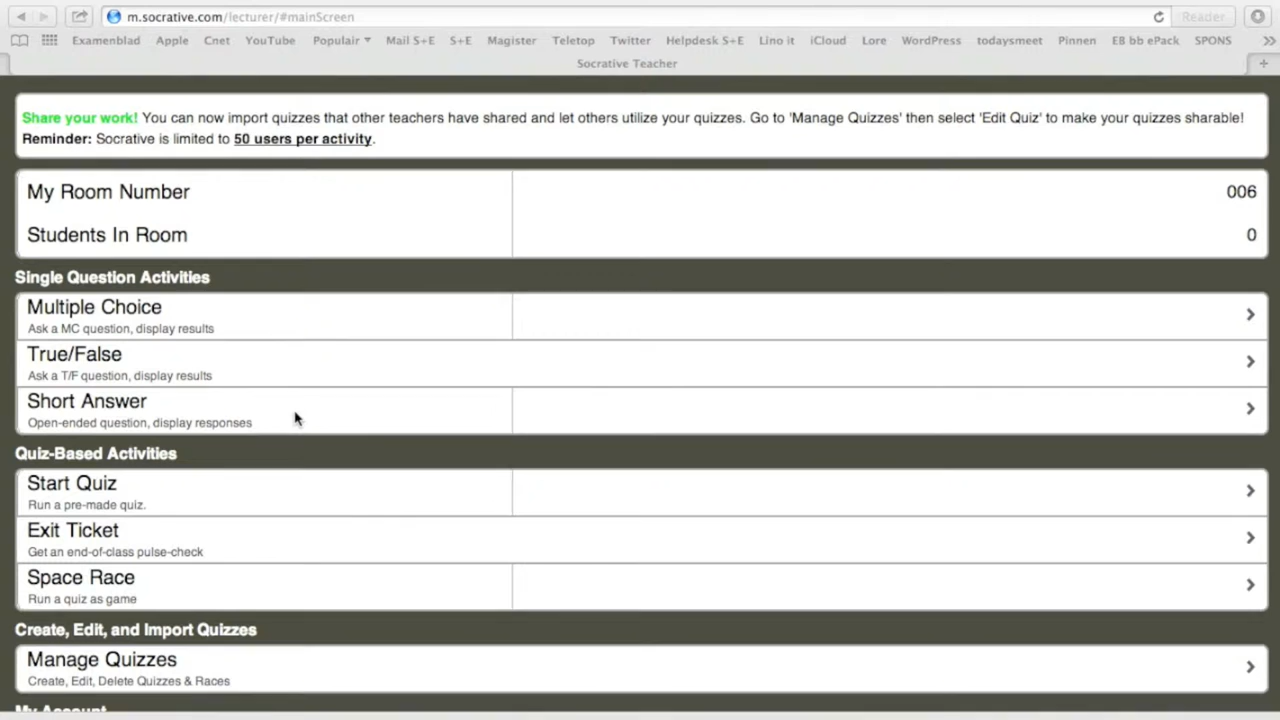 m.socrative.com/lecturer/#mainScreen
Reader
Examenblad Apple Cnet YouTube Populair Mail S+E S+E Magister Teletop Twitter Helpdesk S+E Lino it iCloud Lore WordPress todaysmeet Pinnen EB bb ePack SPONS
Socrative Teacher
Share your work! You can now import quizzes that other teachers have shared and let others utilize your quizzes. Go to 'Manage Quizzes' then select 'Edit Quiz' to make your quizzes sharable!
Reminder: Socrative is limited to 50 users per activity.
My Room Number 006
Students In Room 0
Single Question Activities
Multiple Choice
Ask a MC question, display results
True/False
Ask a T/F question, display results
Short Answer
Open-ended question, display responses
Quiz-Based Activities
Start Quiz
Run a pre-made quiz.
Exit Ticket
Get an end-of-class pulse-check
Space Race
Run a quiz as game
Create, Edit, and Import Quizzes
Manage Quizzes
Create, Edit, Delete Quizzes & Races
My Account